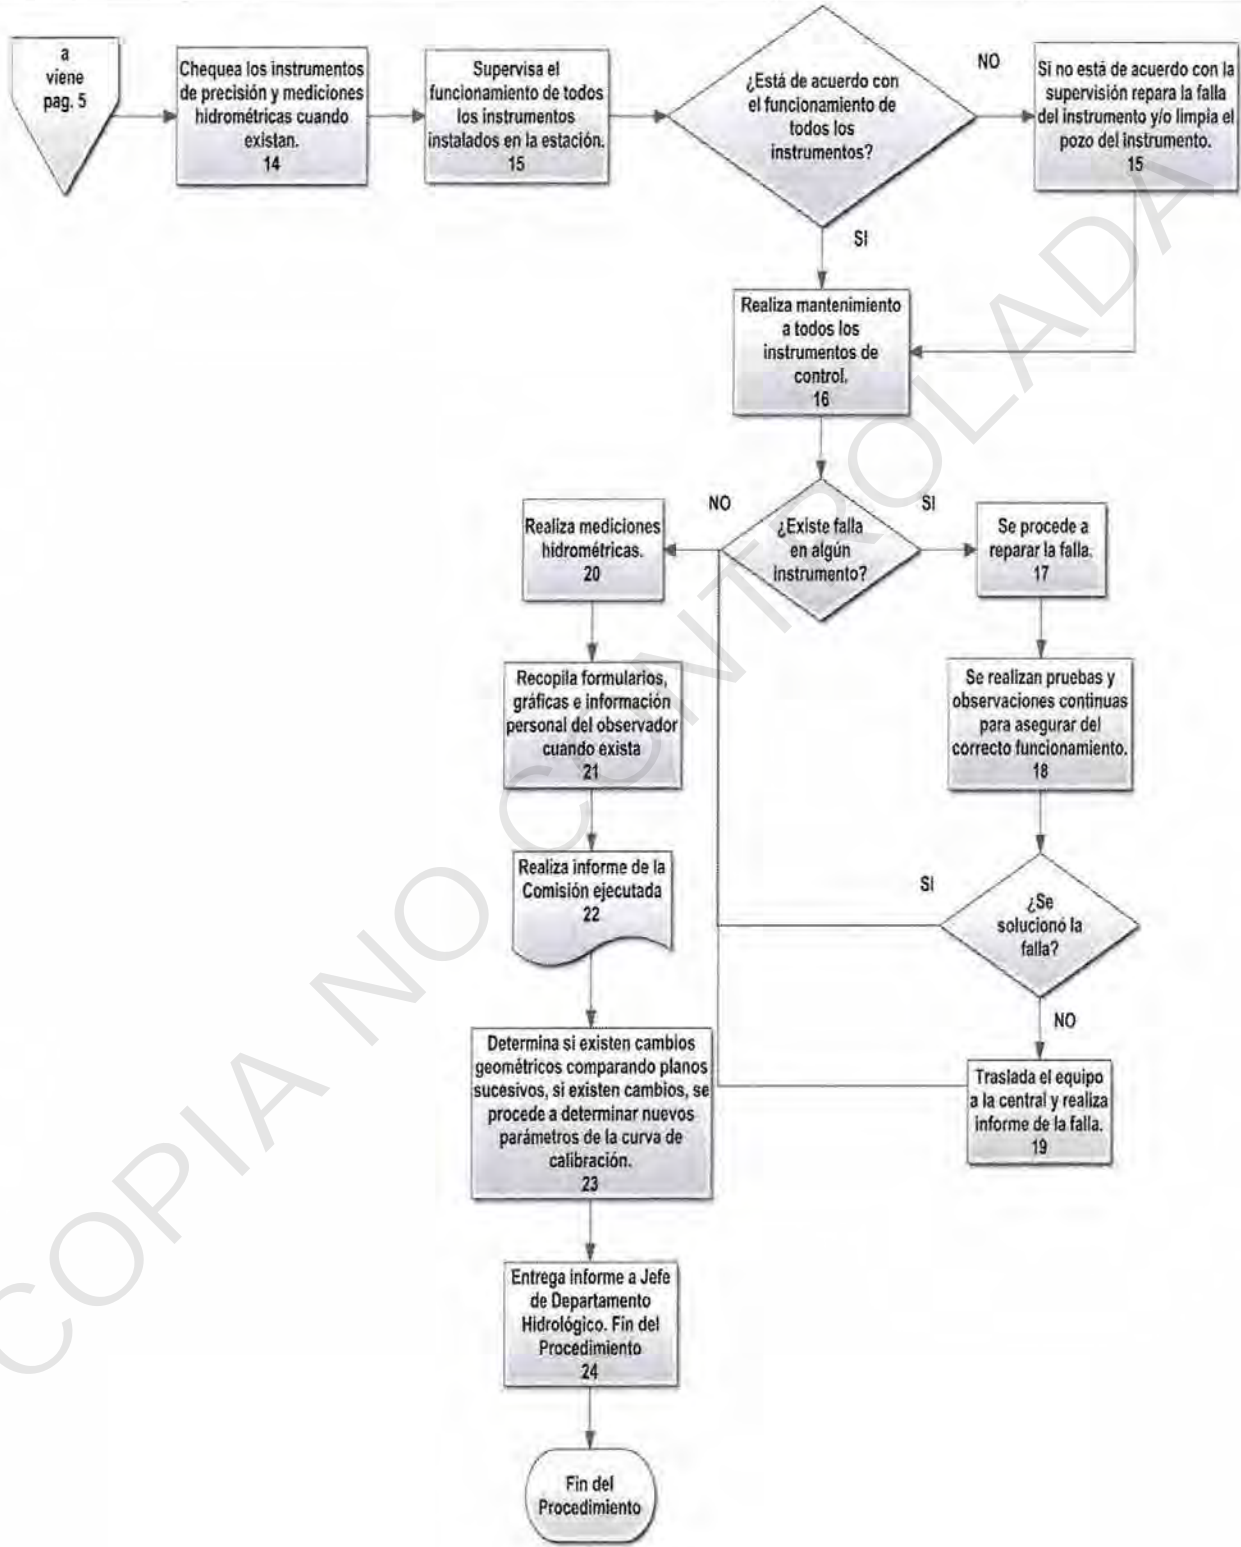 a
viene
pag. 5
Chequea los instrumentos
de precisión y mediciones
hidrométricas cuando
existan.
14
Supervisa el
funcionamiento de todos
los instrumentos
instalados en la estación.
15
¿Está de acuerdo con
el funcionamiento de
todos los
instrumentos?
NO
Si no está de acuerdo con la
supervisión repara la falla
del instrumento y/o limpia el
pozo del instrumento.
15
SI
Realiza mantenimiento
a todos los
instrumentos de
control.
16
¿Existe falla
en algún
instrumento?
NO
SI
Realiza mediciones
hidrométricas.
20
Se procede a
reparar la falla.
17
Recopila formularios,
gráficas e información
personal del observador
cuando exista
21
Se realizan pruebas y
observaciones continuas
para asegurar del
correcto funcionamiento.
18
Realiza informe de la
Comisión ejecutada
22
SI
¿Se
solucionó la
falla?
NO
Determina si existen cambios
geométricos comparando planos
sucesivos, si existen cambios, se
procede a determinar nuevos
parámetros de la curva de
calibración.
23
Traslada el equipo
a la central y realiza
informe de la falla.
19
Entrega informe a Jefe
de Departamento
Hidrológico. Fin del
Procedimiento
24
Fin del
Procedimiento
COPIA NO CONTROLADA